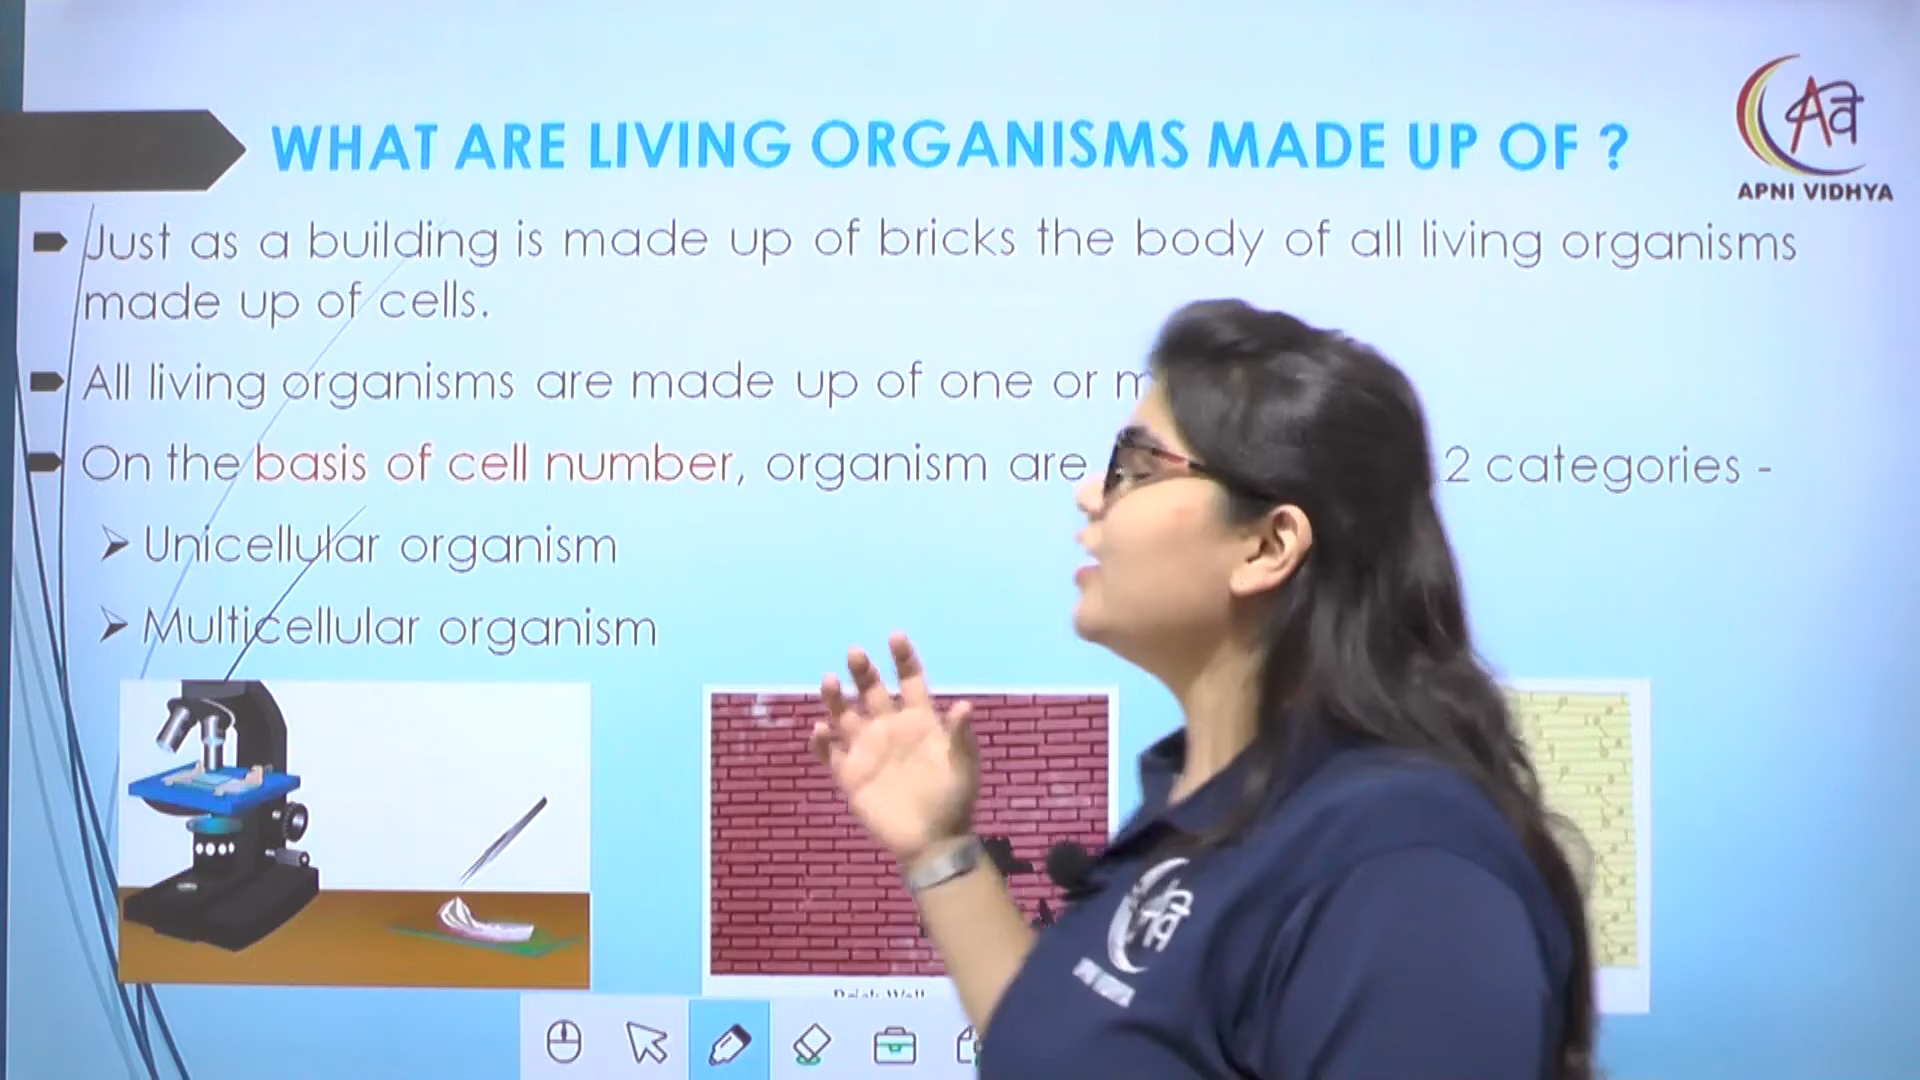 WHAT ARE LIVING ORGANISMS MADE UP OF ?
अवि
APNI VIDHYA
Just as a building is made up of bricks the body of all living organisms
made up of cells.
All living organisms are made up of one or
On the basis of cell number, organism are 2 categories -
Unicellular organism
Multicellular organism